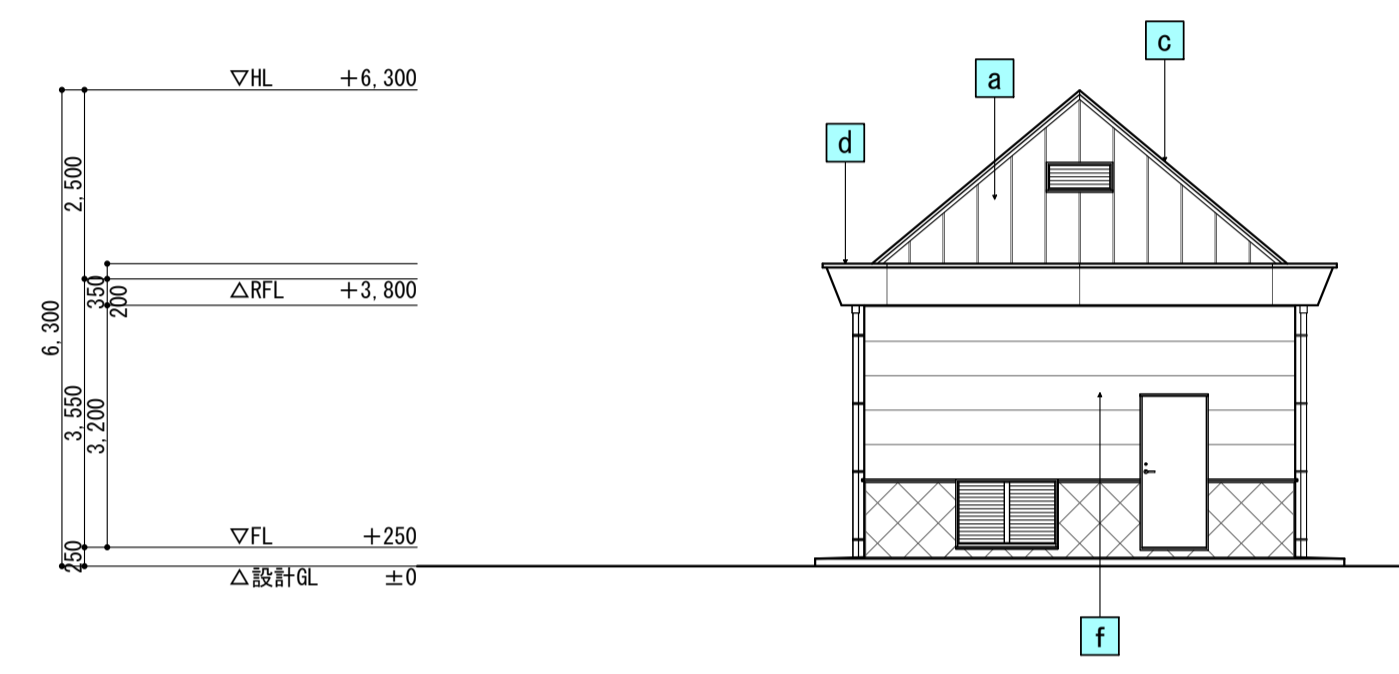 c
▽HL +6,300
a
d
2,500
350
200
△RFL +3,800
6,300
3,550
3,200
▽FL +250
250
△設計GL ±0
f